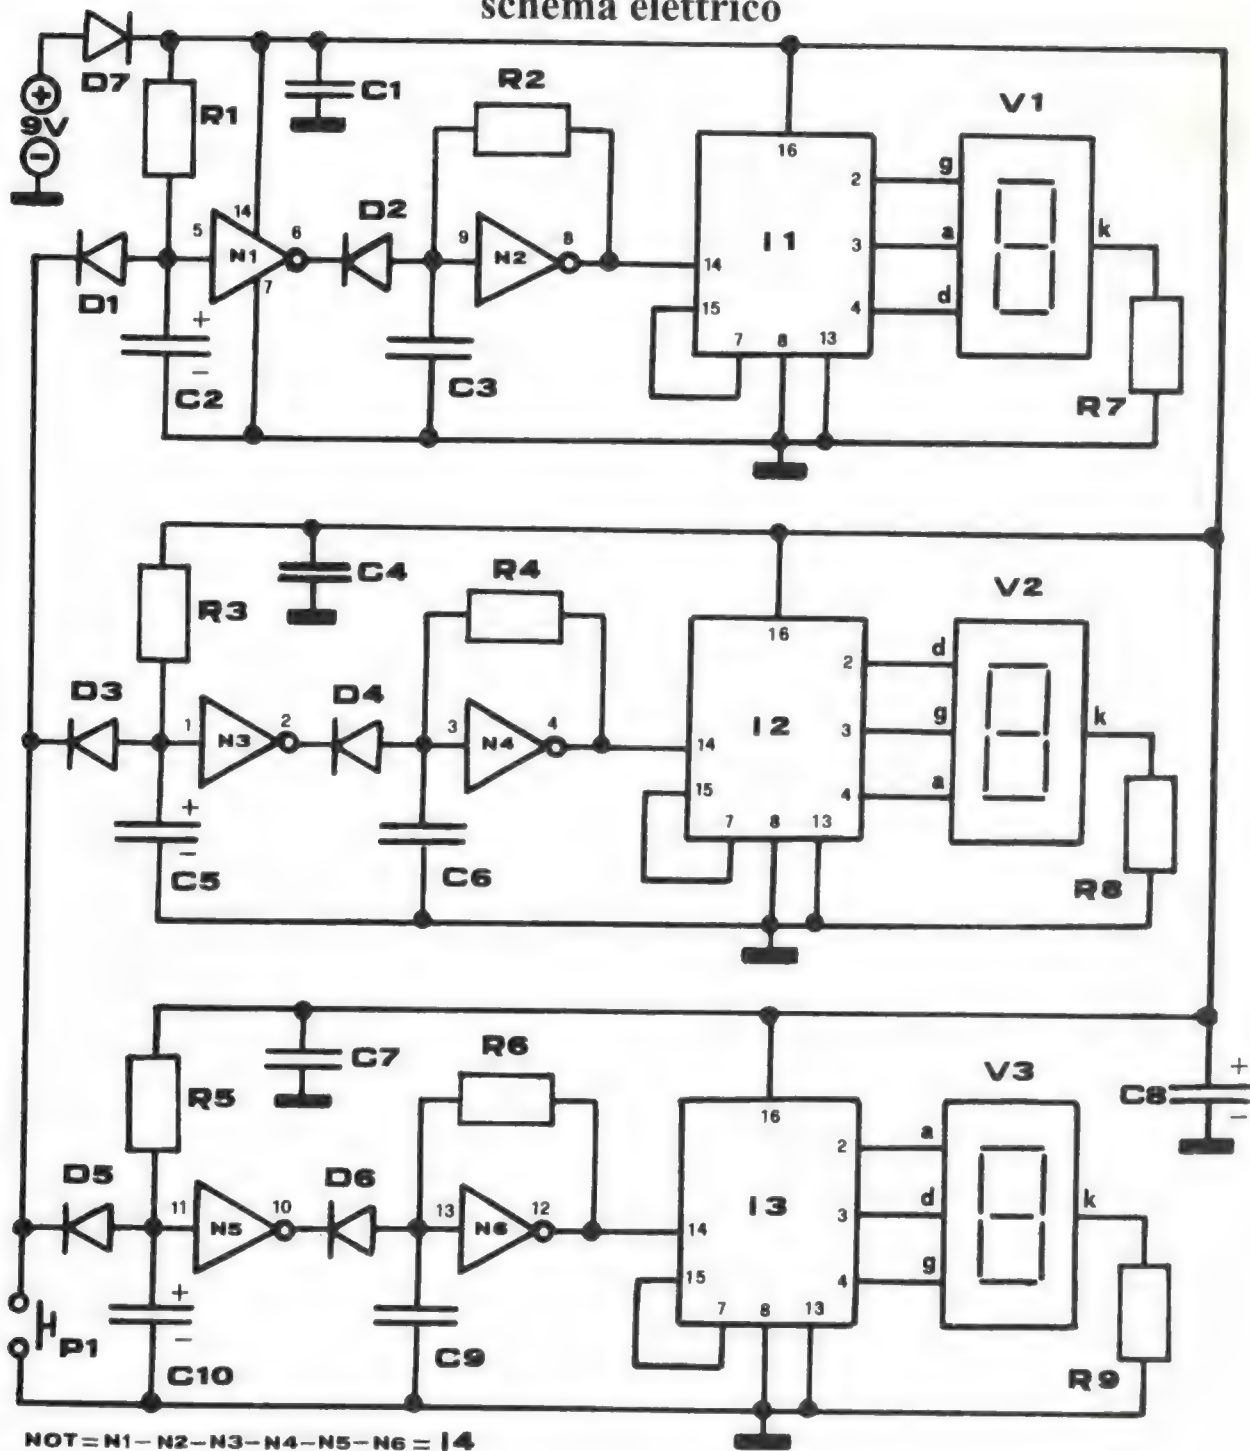 schema elettrico
D7
9V
R1
C1
R2
V1
16
14
5
N1
6
7
D2
9
N2
8
14
15
I1
2
3
4
7
8
13
g
a
d
k
D1
+
-
C2
C3
R7
R3
C4
R4
V2
16
D3
1
N3
2
D4
3
N4
4
14
15
I2
2
3
4
7
8
13
d
g
a
k
+
-
C5
C6
R8
R5
C7
R6
V3
+
C8
-
16
D5
11
N5
10
D6
13
N6
12
14
15
I3
2
3
4
7
8
13
a
d
g
k
P1
+
-
C10
C9
R9
NOT=N1-N2-N3-N4-N5-N6=I4